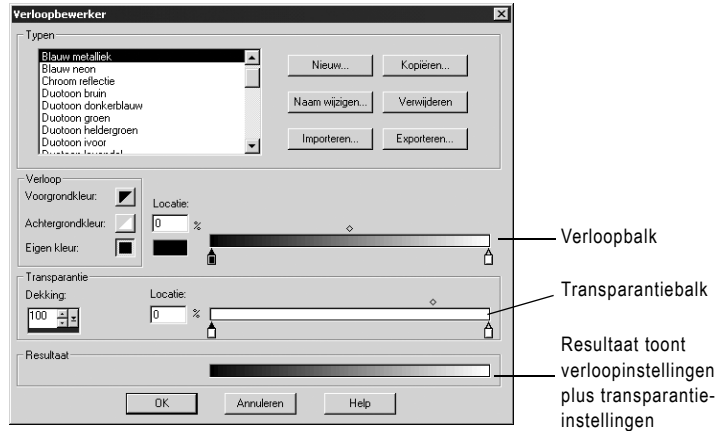 Verloopbewerker
Typen
Blauw metalliek
Blauw neon
Chroom reflectie
Duotoon bruin
Duotoon donkerblauw
Duotoon groen
Duotoon heldergroen
Duotoon ivoor
Duotoon lavendel
Nieuw...
Kopiëren...
Naam wijzigen...
Verwijderen
Importeren...
Exporteren...
Verloop
Voorgrondkleur:
Achtergrondkleur:
Eigen kleur:
Locatie:
0 %
Verloopbalk
Transparantie
Dekking:
100
Locatie:
0 %
Transparantiebalk
Resultaat
Resultaat toont
verloopinstellingen
plus transparantie-
instellingen
OK
Annuleren
Help